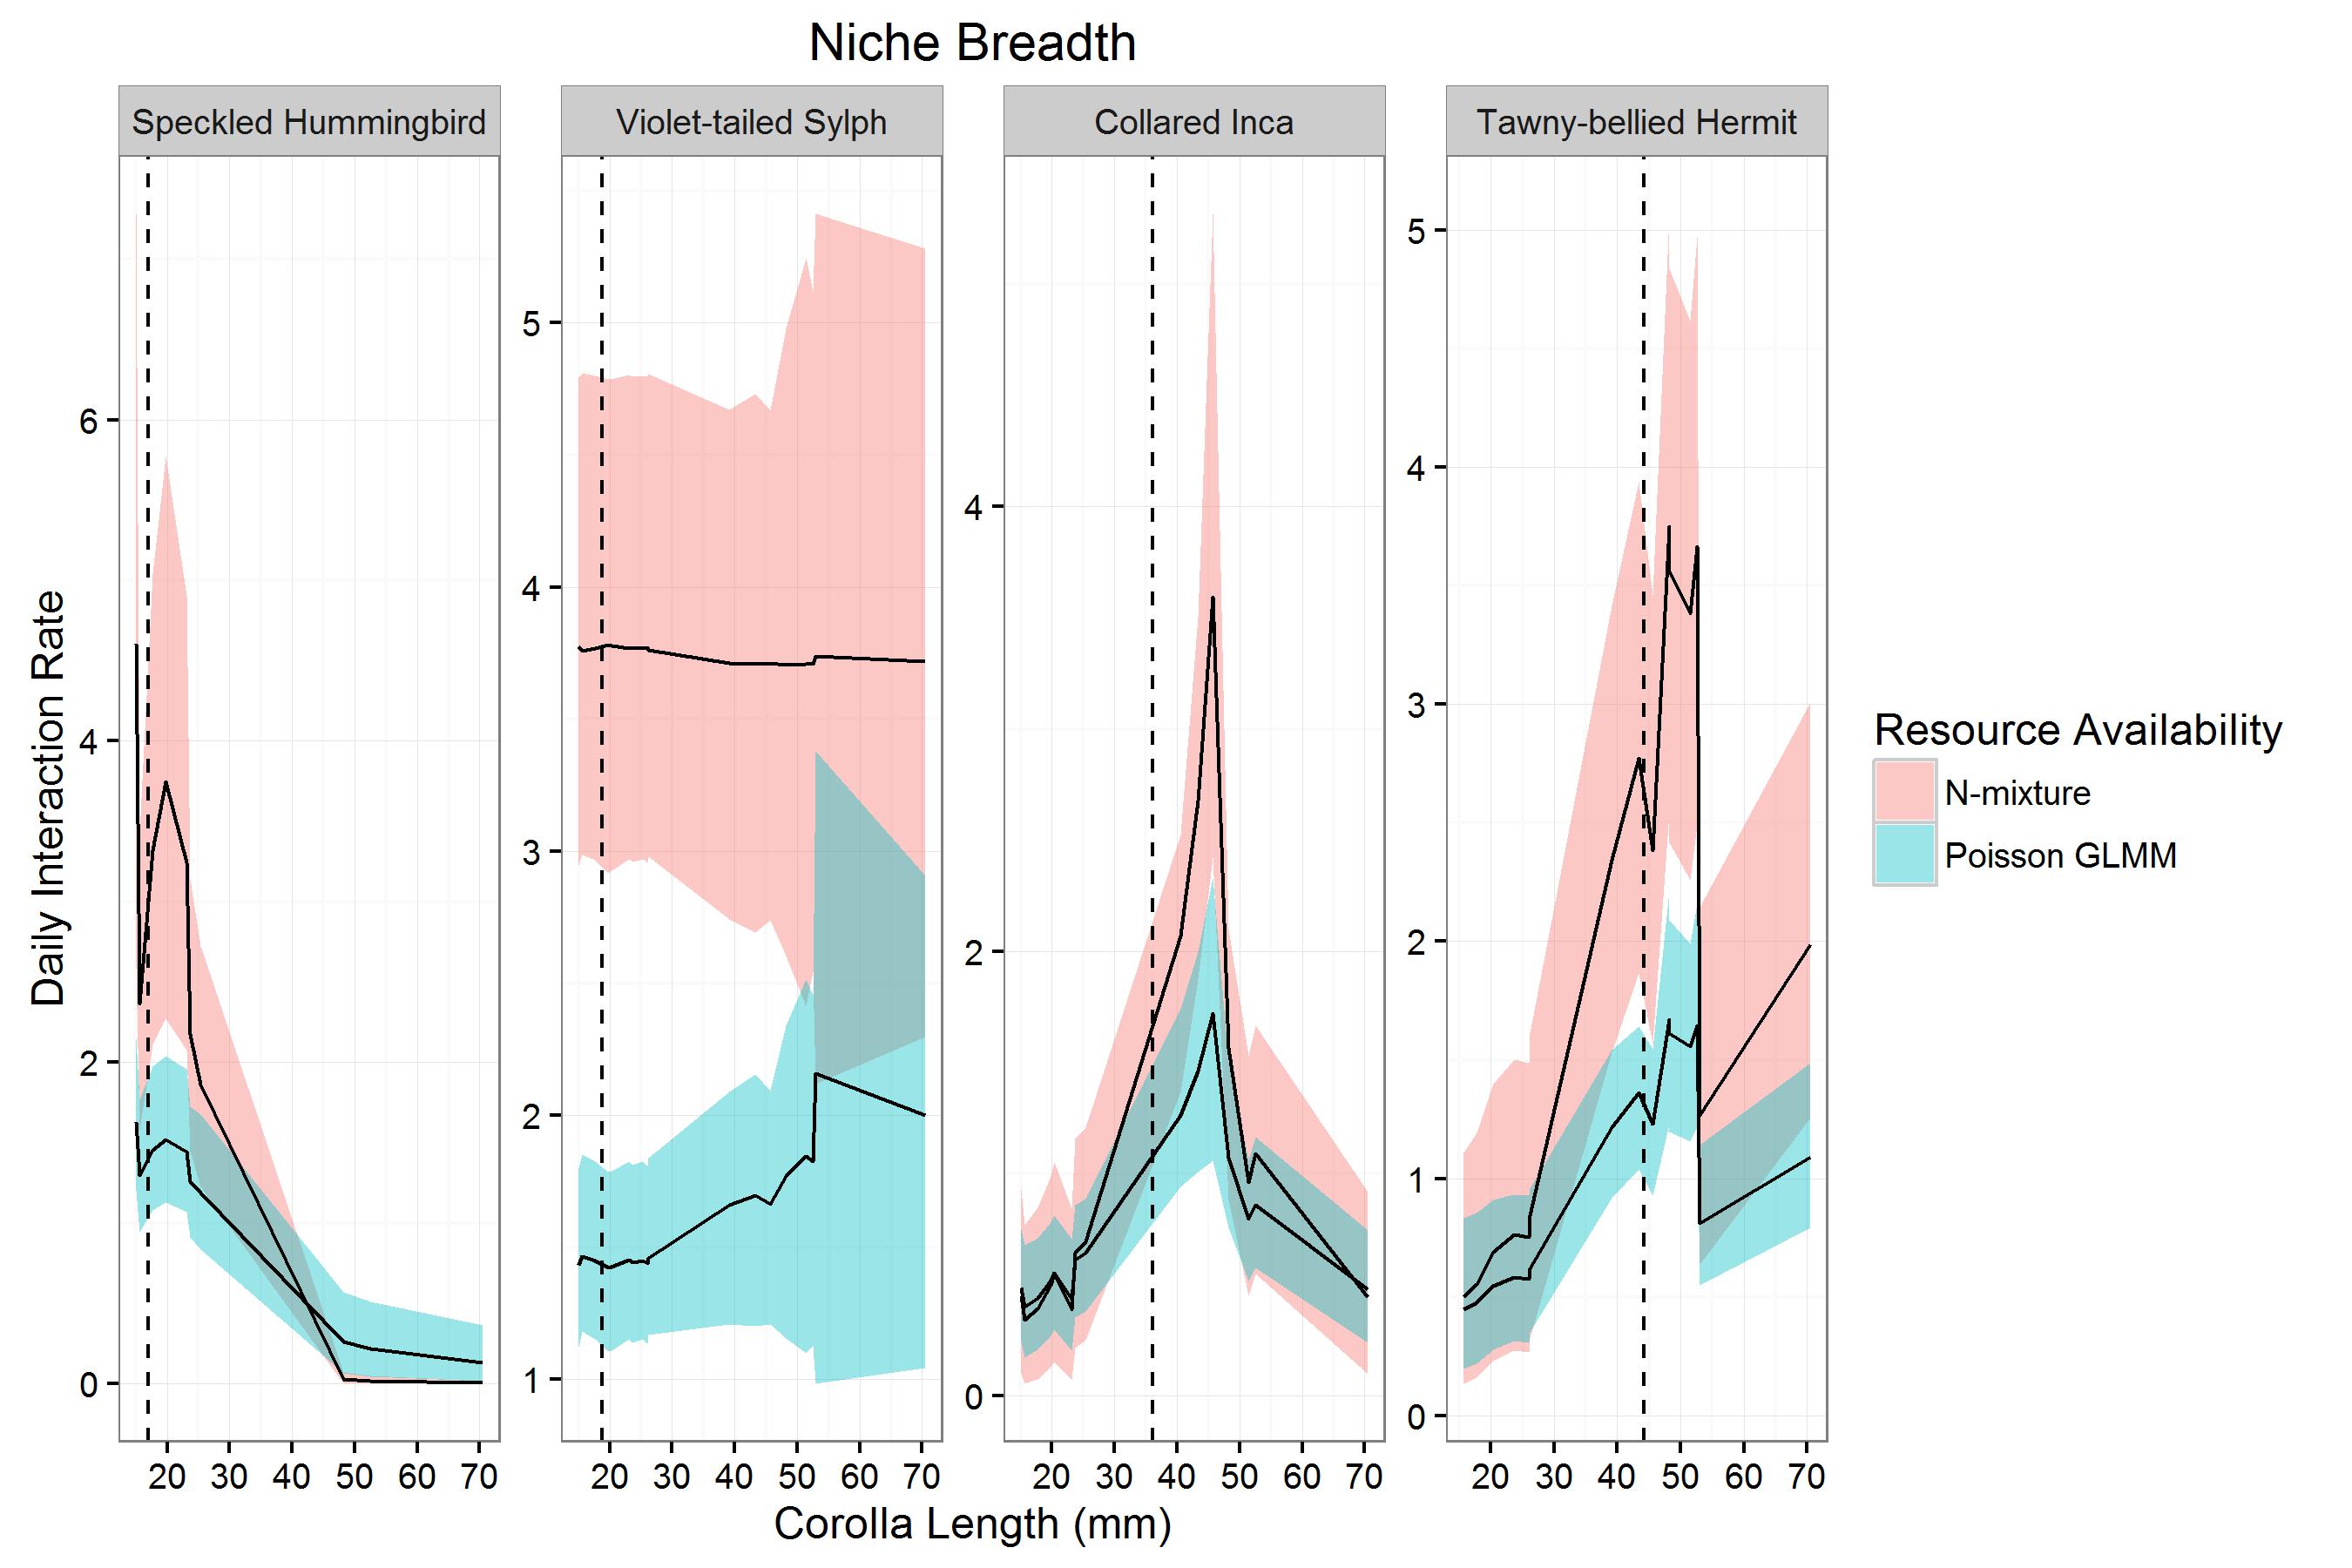 Niche Breadth
Speckled Hummingbird
Violet-tailed Sylph
Collared Inca
Tawny-bellied Hermit
Daily Interaction Rate
6
4
2
0
5
4
3
2
1
4
2
0
5
4
3
2
1
0
20 30 40 50 60 70
20 30 40 50 60 70
20 30 40 50 60 70
20 30 40 50 60 70
Corolla Length (mm)
Resource Availability
N-mixture
Poisson GLMM